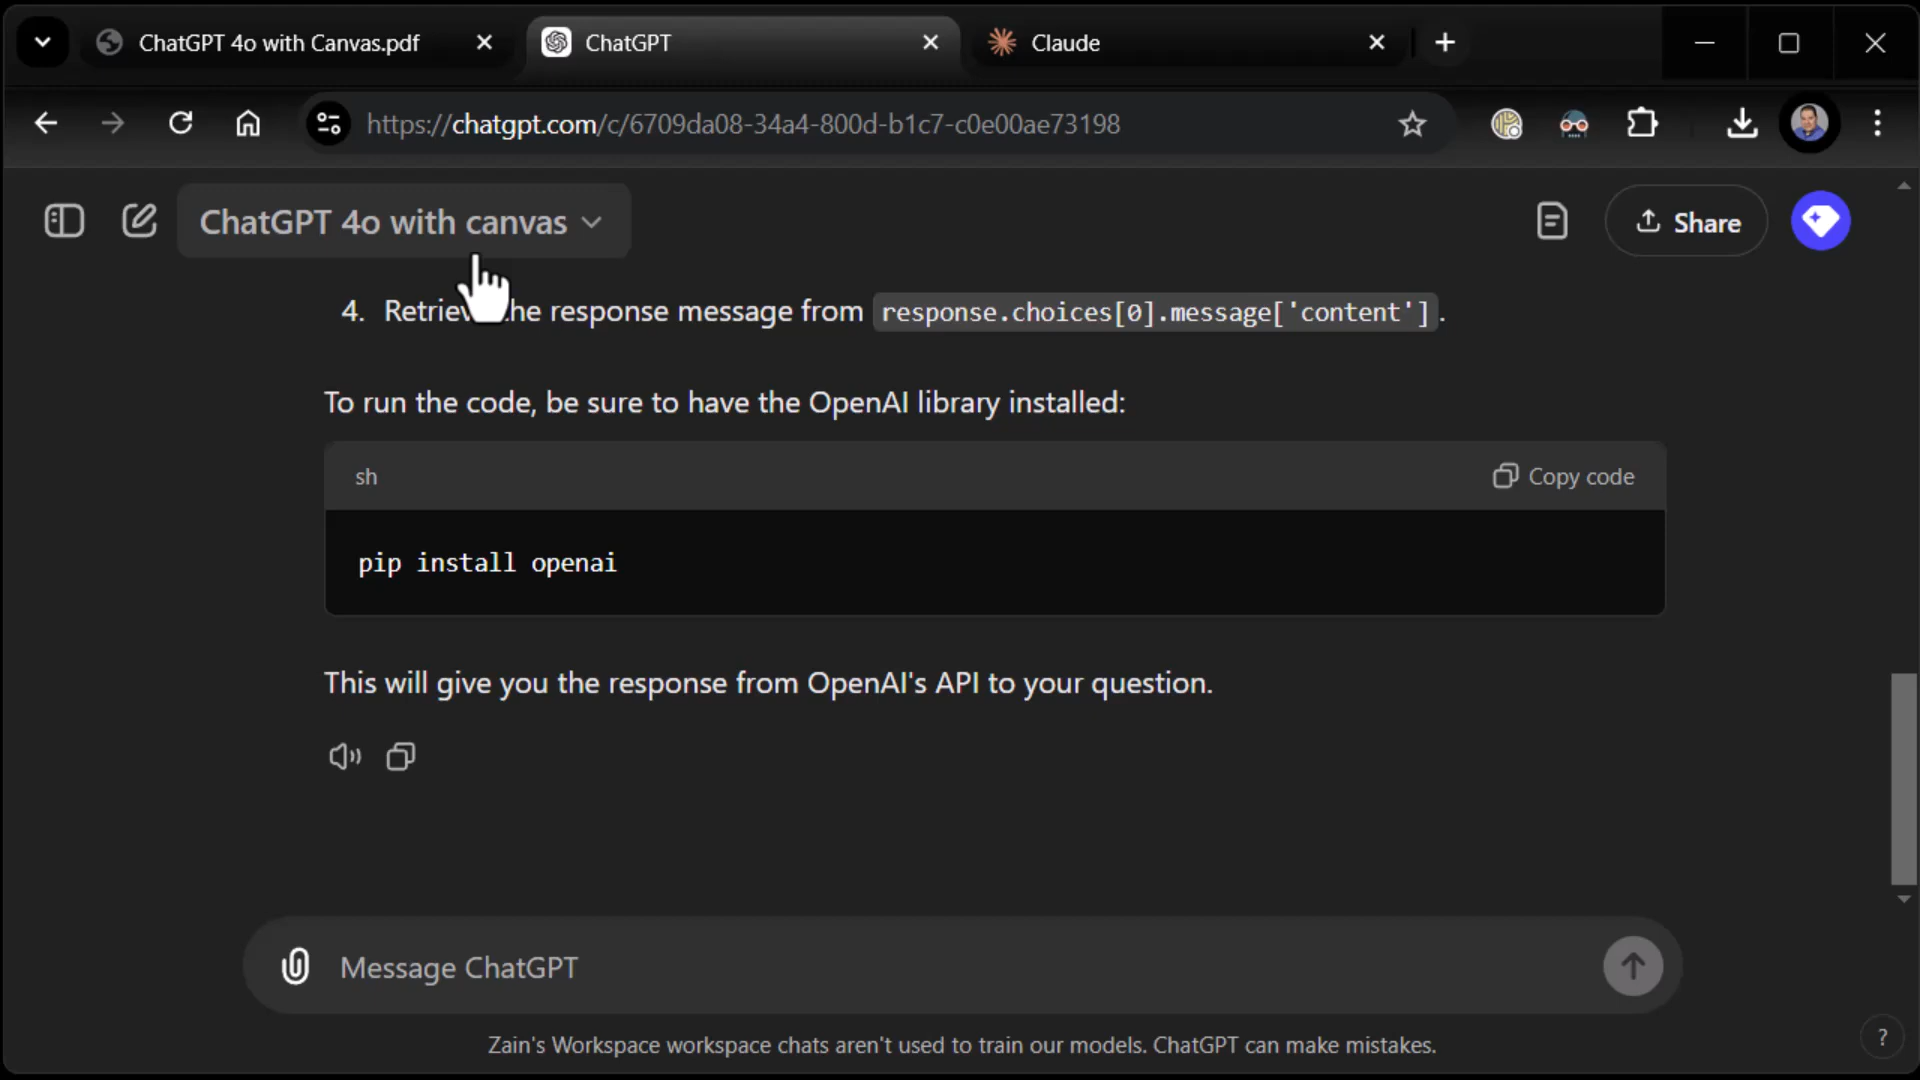 ChatGPT 4o with Canvas.pdf
ChatGPT
Claude
https://chatgpt.com/c/6709da08-34a4-800d-b1c7-c0e00ae73198
ChatGPT 4o with canvas
Share
4. Retrieve the response message from response.choices[0].message['content'].
To run the code, be sure to have the OpenAI library installed:
sh
Copy code
pip install openai
This will give you the response from OpenAI's API to your question.
Message ChatGPT
Zain's Workspace workspace chats aren't used to train our models. ChatGPT can make mistakes.
?